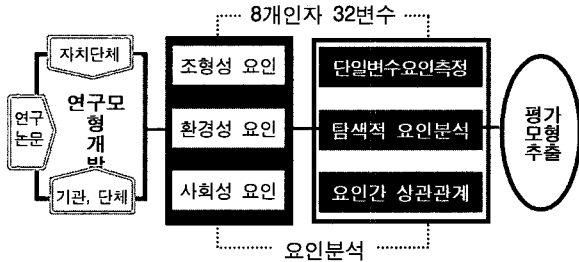 8개인자 32변수
자치단체
연구
논문
연구모
형
개
발
기관, 단체
조형성 요인
환경성 요인
사회성 요인
단일변수요인측정
탐색적 요인분석
요인간 상관관계
평가
모형
추출
요인분석